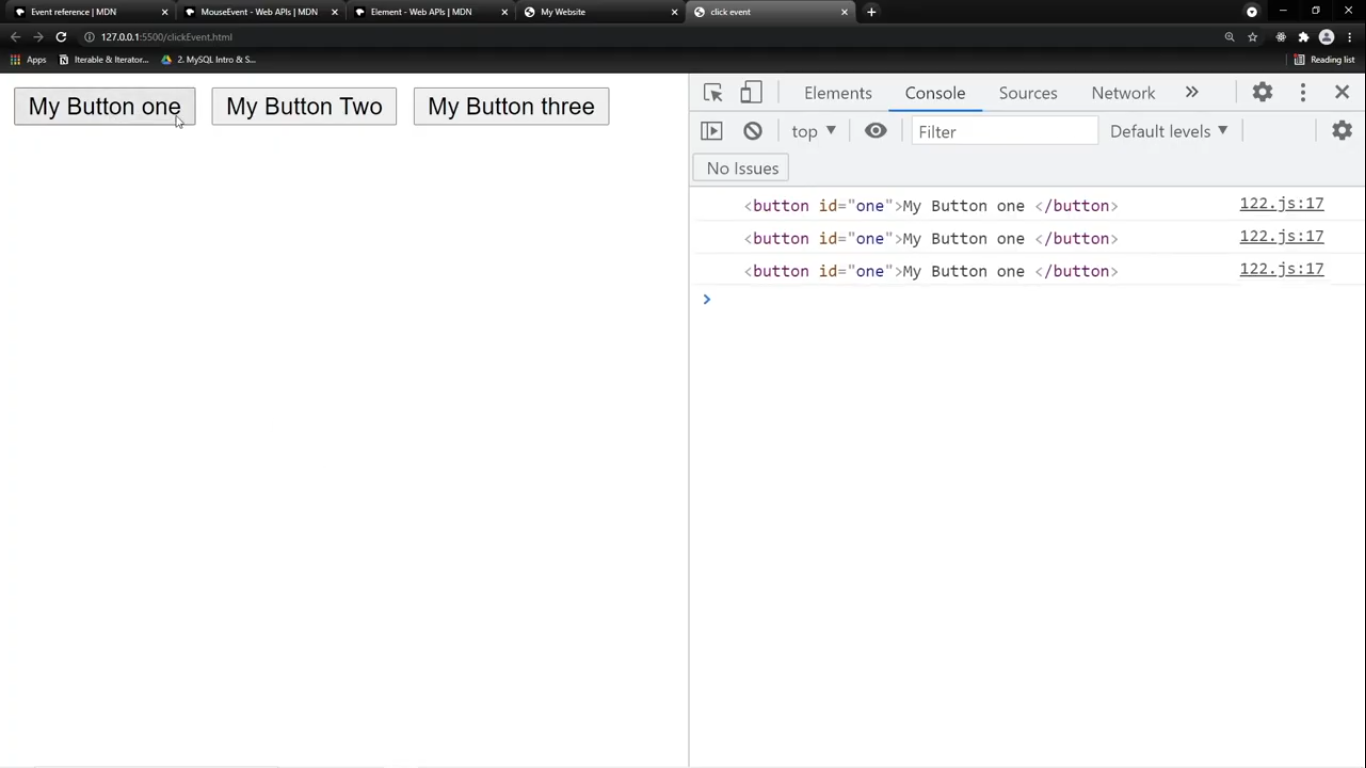 Event reference | MDN
MouseEvent - Web APIs | MDN
Element - Web APIs | MDN
My Website
click event
127.0.0.1:5500/clickEvent.html
Apps
Iterable & Iterator...
2. MySQL Intro & S...
Reading list
My Button one
My Button Two
My Button three
Elements
Console
Sources
Network
top
Filter
Default levels
No Issues
<button id="one">My Button one </button> 122.js:17
<button id="one">My Button one </button> 122.js:17
<button id="one">My Button one </button> 122.js:17